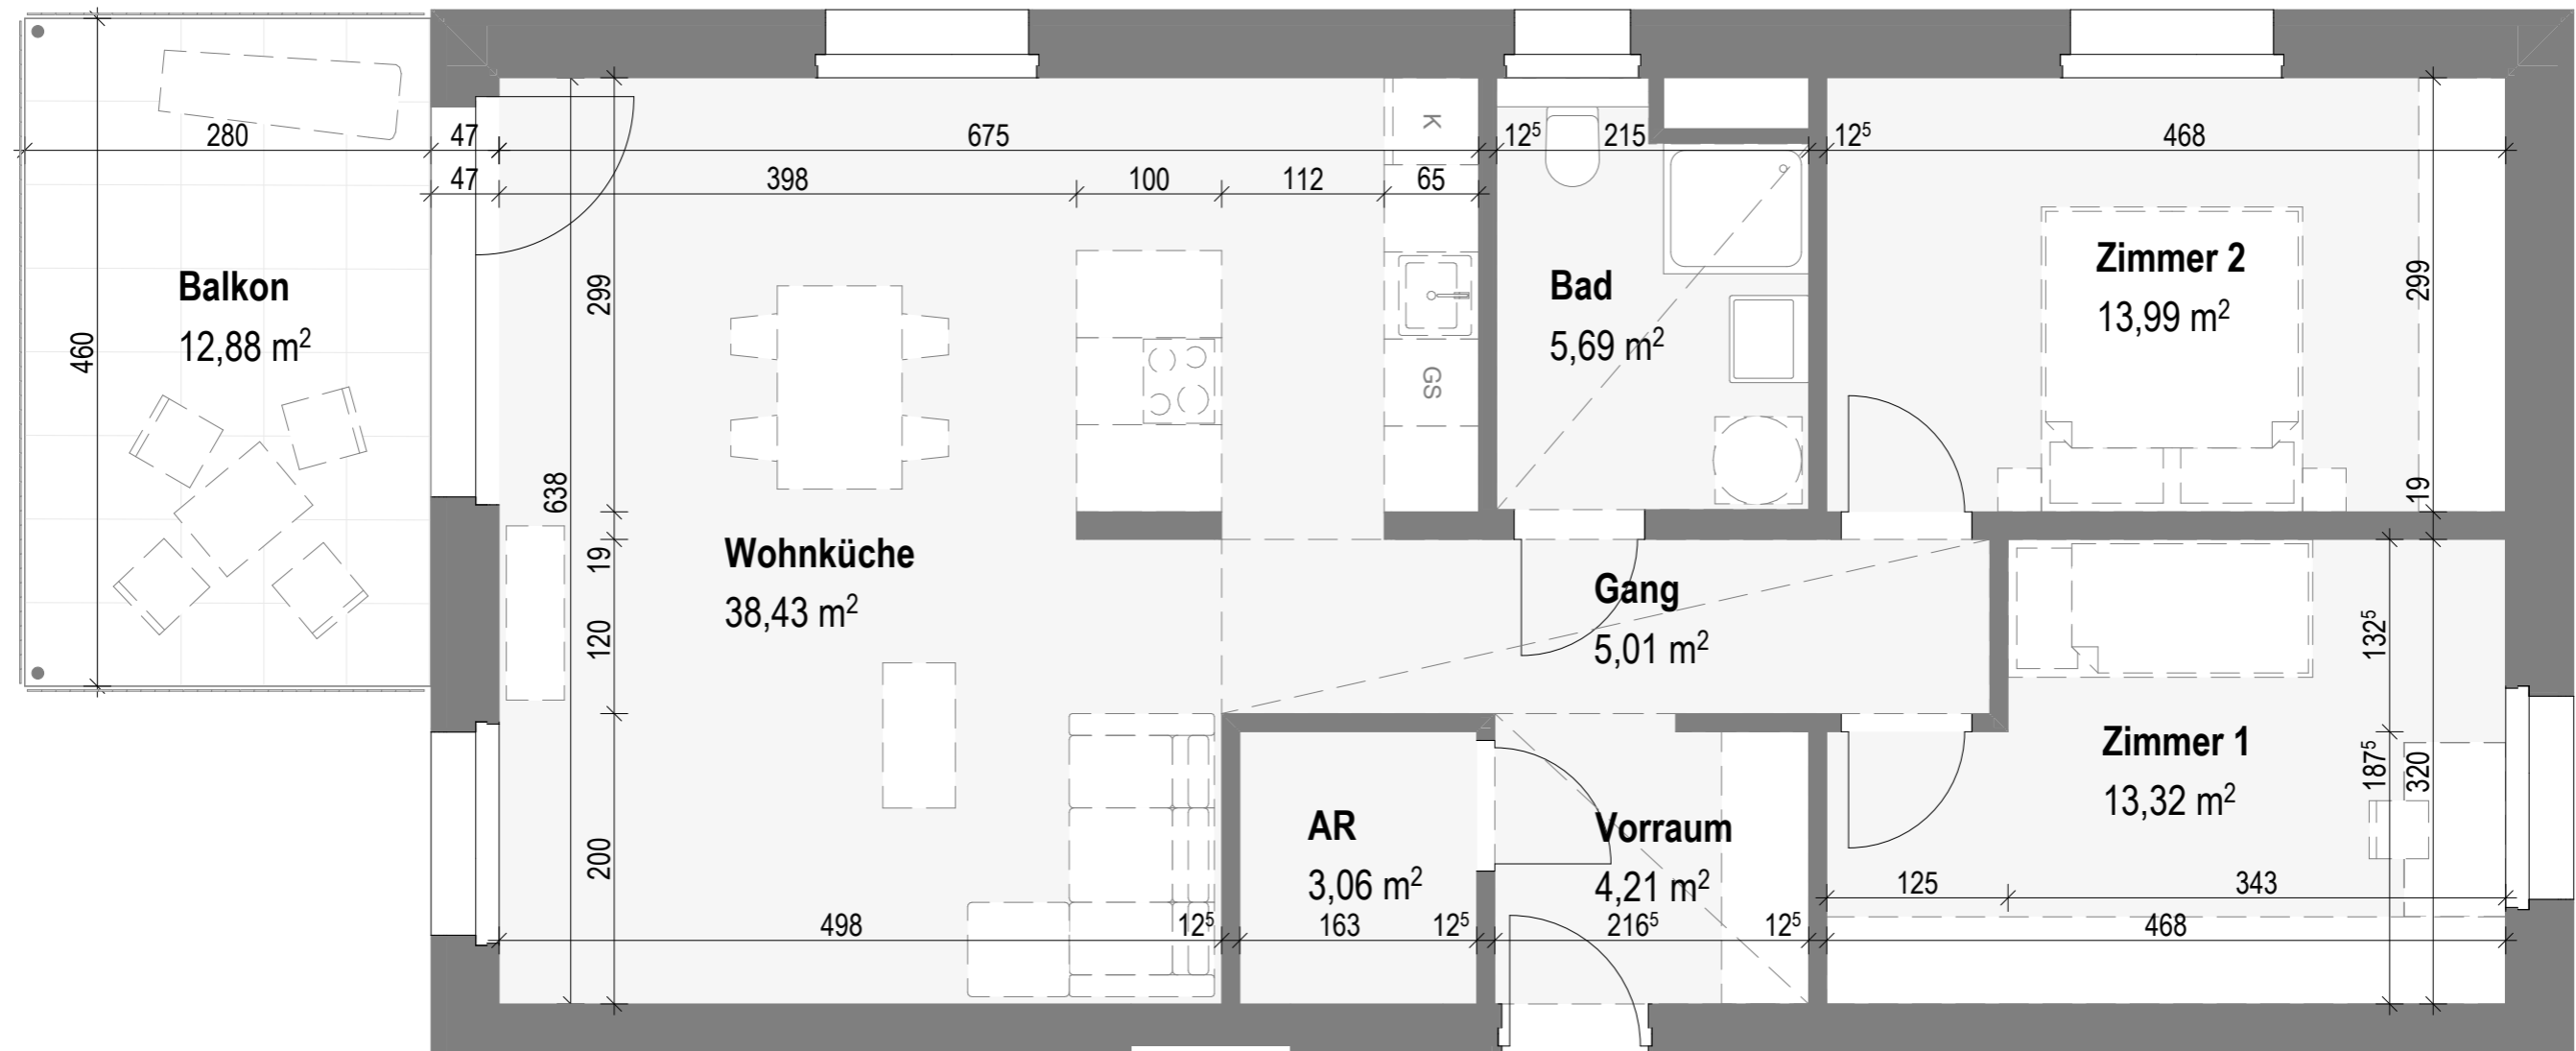 280
47
675
12⁵
215
12⁵
468
47
398
100
112
65
K
GS
Balkon
12,88 m²
460
299
638
19
120
200
Wohnküche
38,43 m²
Bad
5,69 m²
Zimmer 2
13,99 m²
299
19
Gang
5,01 m²
Zimmer 1
13,32 m²
132⁵
187⁵
320
AR
3,06 m²
Vorraum
4,21 m²
125
343
498
12⁵
163
12⁵
216⁵
12⁵
468